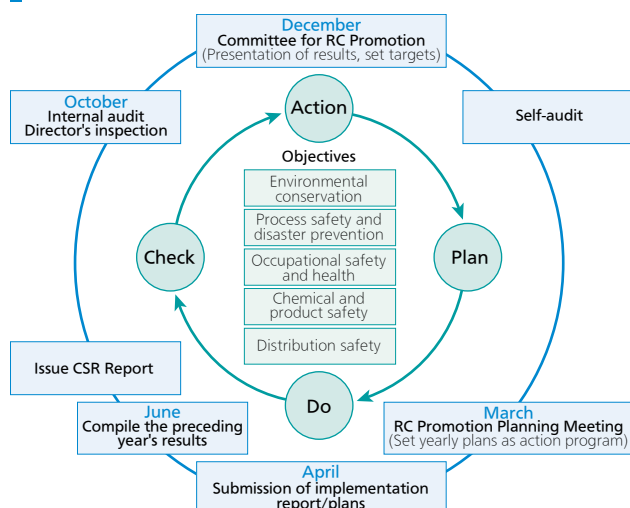 December
Committee for RC Promotion
(Presentation of results, set targets)
October
Internal audit
Director's inspection
Self-audit
Action
Objectives
Environmental
conservation
Process safety and
disaster prevention
Occupational safety
and health
Chemical and
product safety
Distribution safety
Check
Plan
Do
Issue CSR Report
June
Compile the preceding
year's results
March
RC Promotion Planning Meeting
(Set yearly plans as action program)
April
Submission of implementation
report/plans